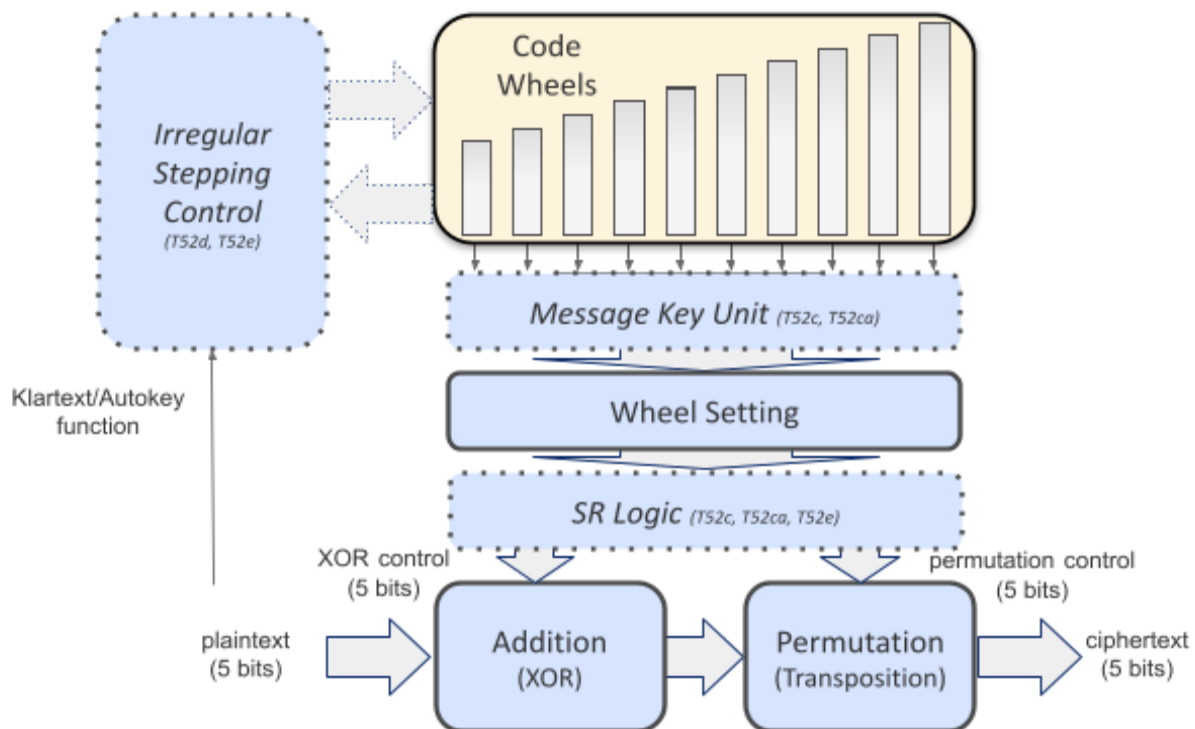 Code
Wheels
Irregular
Stepping
Control
(T52d, T52e)
Message Key Unit (T52c, T52ca)
Klartext/Autokey
function
Wheel Setting
SR Logic (T52c, T52ca, T52e)
XOR control
(5 bits)
permutation control
(5 bits)
plaintext
(5 bits)
Addition
(XOR)
Permutation
(Transposition)
ciphertext
(5 bits)